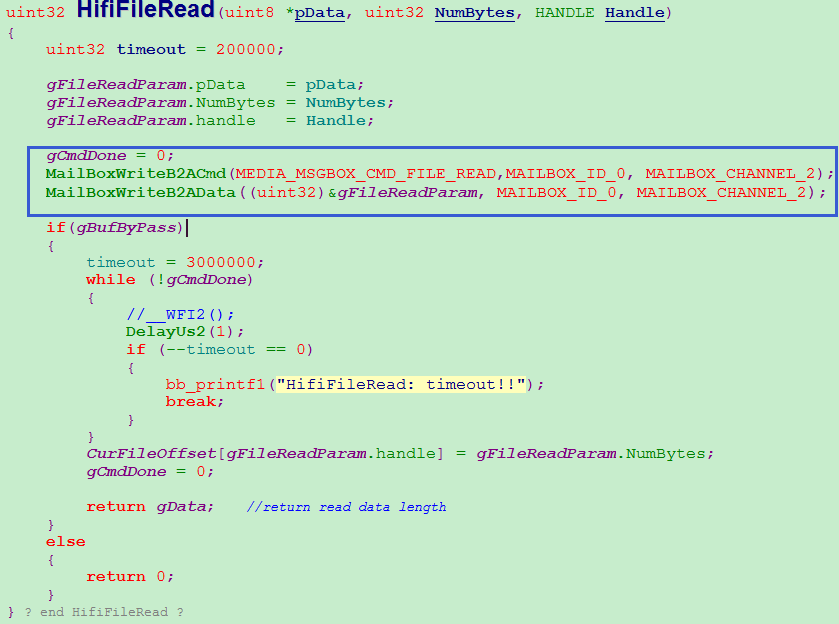 uint32 HifiFileRead(uint8 *pData, uint32 NumBytes, HANDLE Handle)
{
    uint32 timeout = 200000;

    gFileReadParam.pData    = pData;
    gFileReadParam.NumBytes = NumBytes;
    gFileReadParam.handle   = Handle;

    gCmdDone = 0;
    MailBoxWriteB2ACmd(MEDIA_MSGBOX_CMD_FILE_READ,MAILBOX_ID_0, MAILBOX_CHANNEL_2);
    MailBoxWriteB2AData((uint32)&gFileReadParam, MAILBOX_ID_0, MAILBOX_CHANNEL_2);

    if(gBufByPass)
    {
        timeout = 3000000;
        while (!gCmdDone)
        {
            //__WFI2();
            DelayUs2(1);
            if (--timeout == 0)
            {
                bb_printf1("HifiFileRead: timeout!!");
                break;
            }
        }
        CurFileOffset[gFileReadParam.handle] = gFileReadParam.NumBytes;
        gCmdDone = 0;

        return gData;   //return read data length
    }
    else
    {
        return 0;
    }
} ? end HifiFileRead ?